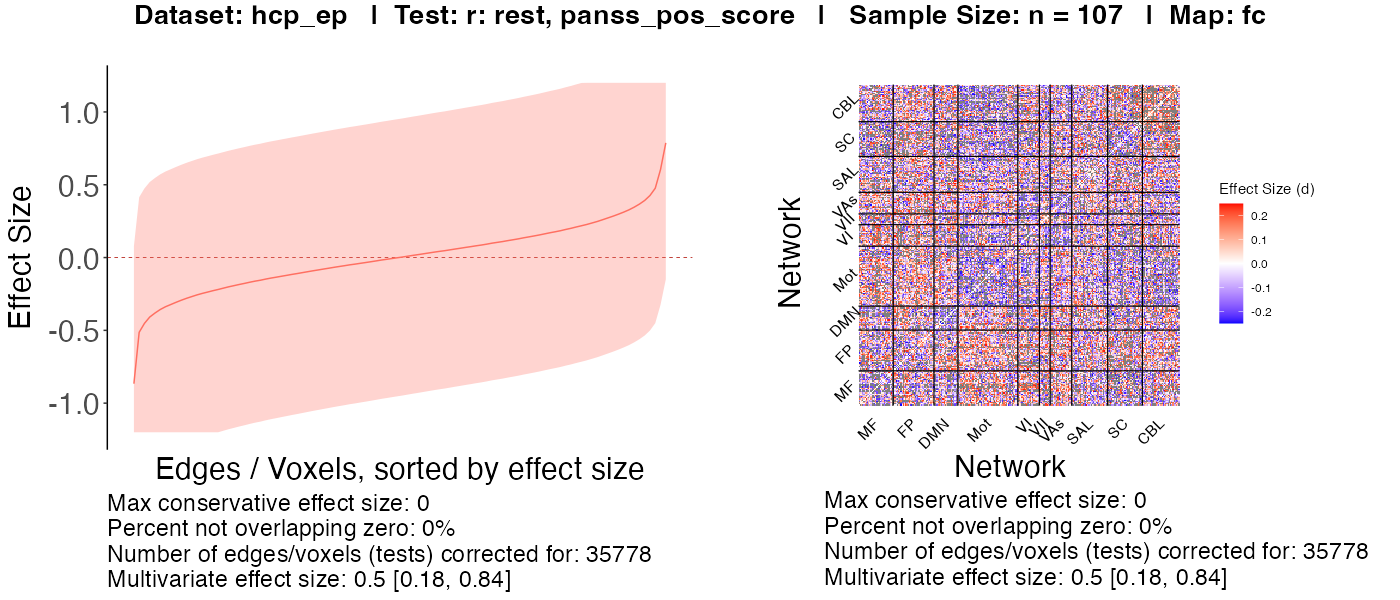 Dataset: hcp_ep | Test: r: rest, panss_pos_score | Sample Size: n = 107 | Map: fc
Effect Size
1.0
0.5
0.0
-0.5
-1.0
Edges / Voxels, sorted by effect size
Max conservative effect size: 0
Percent not overlapping zero: 0%
Number of edges/voxels (tests) corrected for: 35778
Multivariate effect size: 0.5 [0.18, 0.84]
Network
CBL
SC
SAL
VAs
VII
VI
Mot
DMN
FP
MF
MF
FP
DMN
Mot
VI
VII
VAs
SAL
SC
CBL
Network
Effect Size (d)
0.2
0.1
0.0
-0.1
-0.2
Max conservative effect size: 0
Percent not overlapping zero: 0%
Number of edges/voxels (tests) corrected for: 35778
Multivariate effect size: 0.5 [0.18, 0.84]